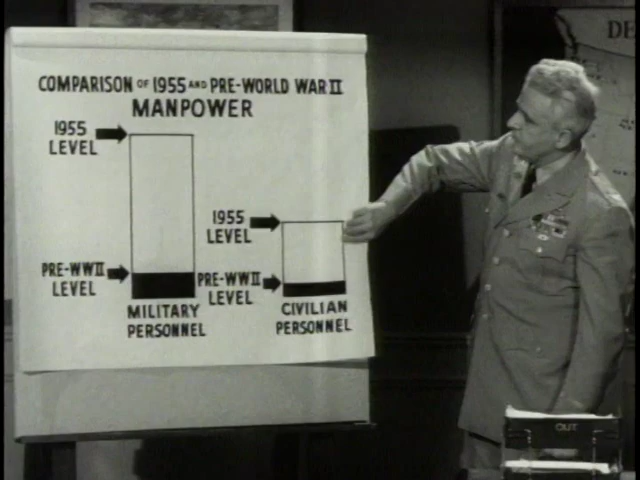 COMPARISON OF 1955 AND PRE-WORLD WAR II
MANPOWER
1955
LEVEL
PRE-WWII
LEVEL
MILITARY
PERSONNEL
1955
LEVEL
PRE-WWII
LEVEL
CIVILIAN
PERSONNEL
DE
OUT